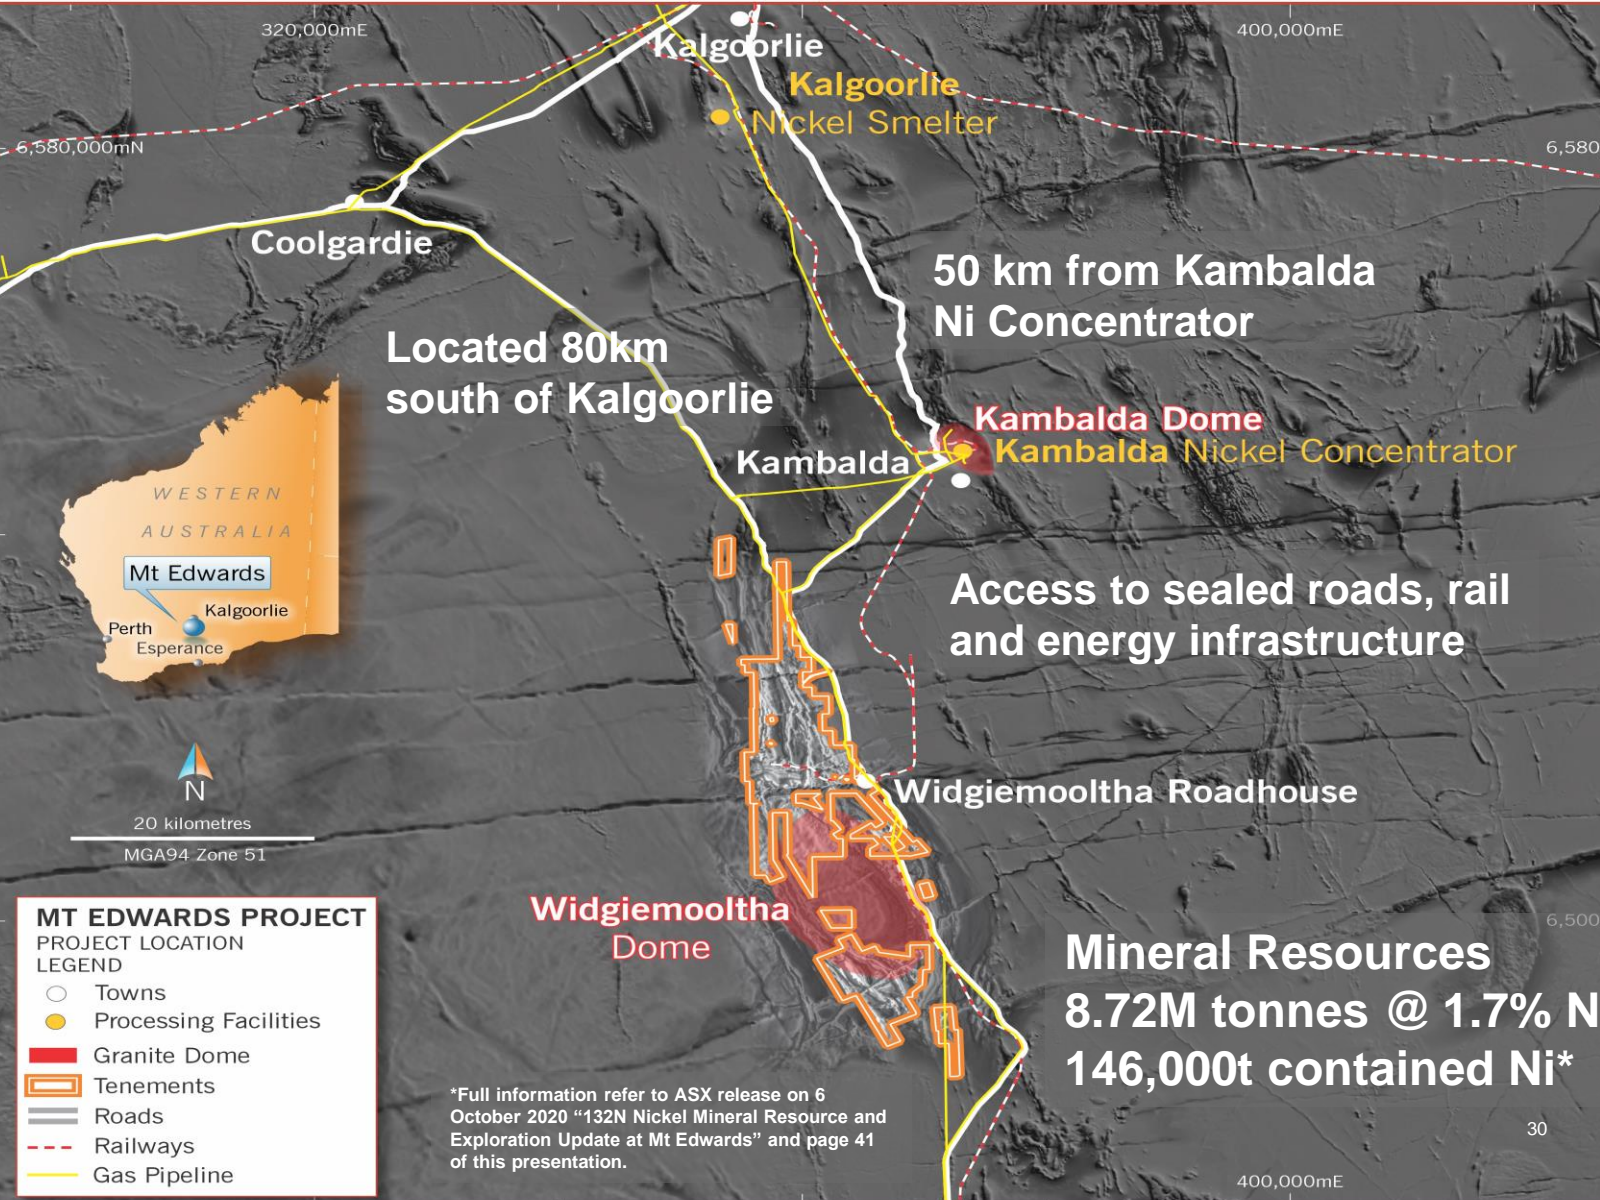 320,000mE
400,000mE
Kalgoorlie
Kalgoorlie
Nickel Smelter
6,580,000mN
6,580
Coolgardie
50 km from Kambalda
Ni Concentrator
Located 80km
south of Kalgoorlie
Kambalda Dome
Kambalda Nickel Concentrator
Kambalda
WESTERN
AUSTRALIA
Mt Edwards
Kalgoorlie
Perth
Esperance
Access to sealed roads, rail
and energy infrastructure
N
20 kilometres
MGA94 Zone 51
Widgiemooltha Roadhouse
Widgiemooltha
Dome
6,500
Mineral Resources
8.72M tonnes @ 1.7% N
146,000t contained Ni*
MT EDWARDS PROJECT
PROJECT LOCATION
LEGEND
Towns
Processing Facilities
Granite Dome
Tenements
Roads
Railways
Gas Pipeline
*Full information refer to ASX release on 6
October 2020 “132N Nickel Mineral Resource and
Exploration Update at Mt Edwards” and page 41
of this presentation.
30
400,000mE